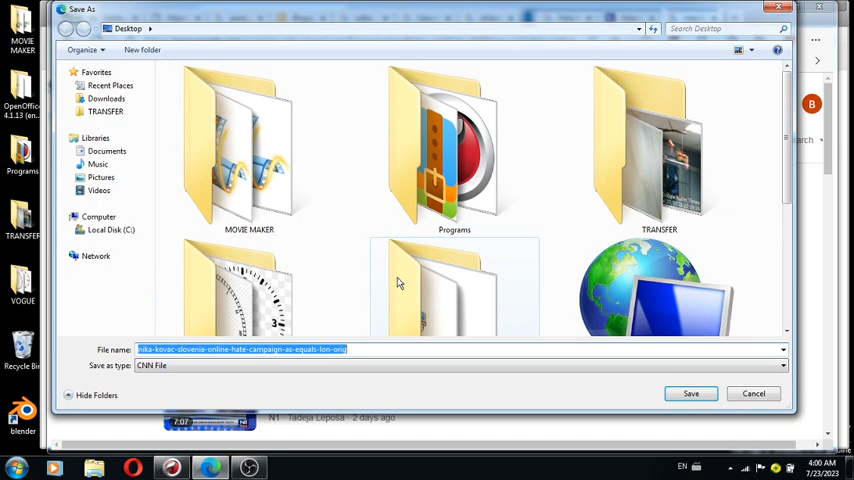 Save As
Desktop
Search Desktop
Organize
New folder
Favorites
Recent Places
Downloads
TRANSFER
Libraries
Documents
Music
Pictures
Videos
Computer
Local Disk (C:)
Network
MOVIE MAKER
Programs
TRANSFER
3
File name:
nika-kovac-slovenia-online-hate-campaign-as-equals-lon-orig
Save as type:
CNN File
Hide Folders
Save
Cancel
MOVIE
MAKER
OpenOffice
4.1.13 (en...
Programs
TRANSFER
VOGUE
Recycle Bin
blender
B
arch
7:07
N1
N1 Tadeja Leposa • 2 days ago
EN
4:00 AM
7/23/2023